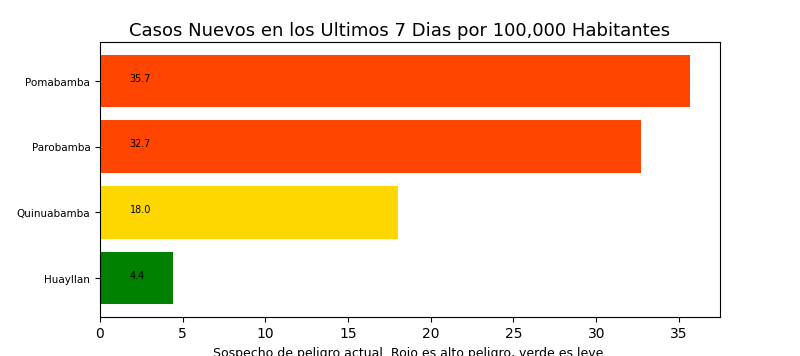 Casos Nuevos en los Ultimos 7 Dias por 100,000 Habitantes
Pomabamba
35.7
Parobamba
32.7
Quinuabamba
18.0
Huayllan
4.4
0 5 10 15 20 25 30 35
Sospecho de peligro actual. Rojo es alto peligro, verde es leve